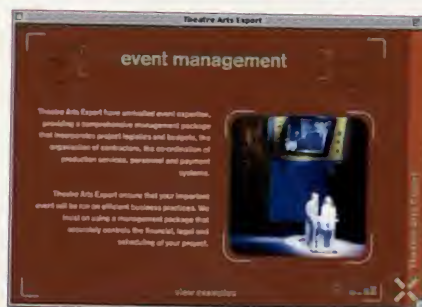 Theatre Arts Export
event management
Theatre Arts Export have unrivalled event expertise,
providing a comprehensive management package
that incorporates project logistics and budgets, the
organisation of contractors, the co-ordination of
production services, personnel and payment
systems.
Theatre Arts Export ensure that your important
event will be run on efficient business practices. We
insist on using a management package that
accurately controls the financial, legal and
scheduling of your project.
view examples
Theatre Arts Export